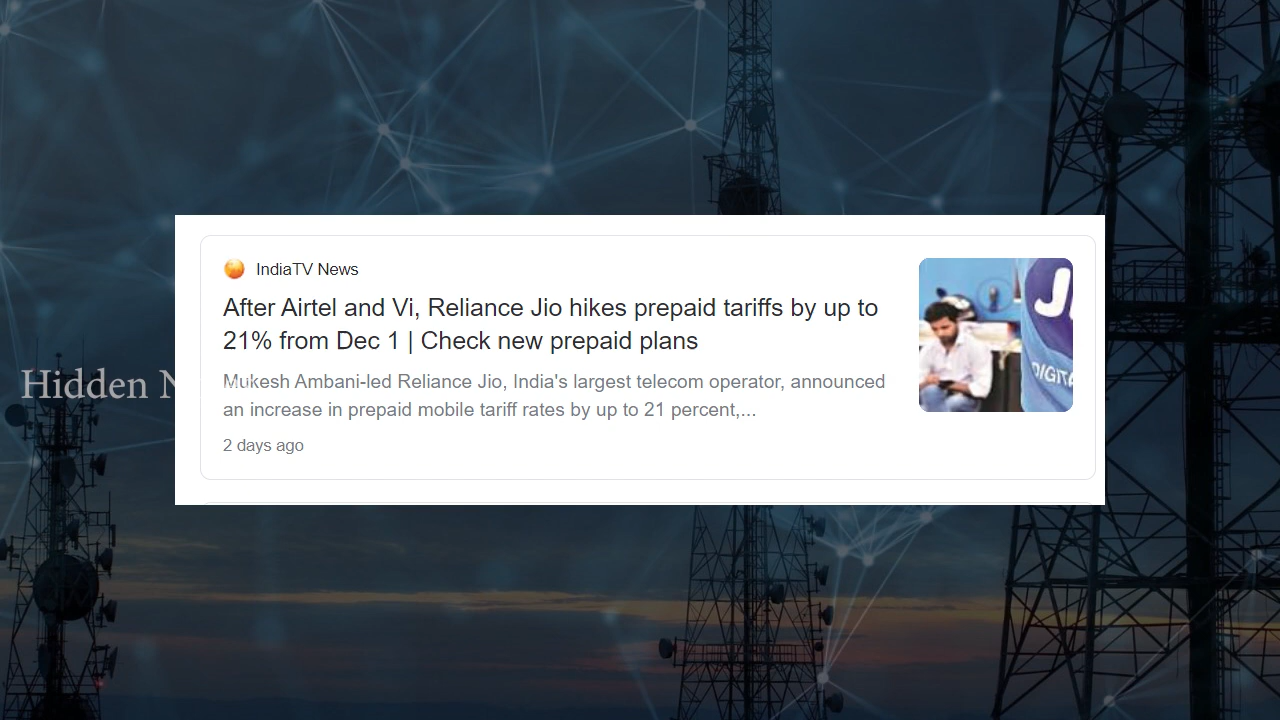 IndiaTV News
After Airtel and Vi, Reliance Jio hikes prepaid tariffs by up to
21% from Dec 1 | Check new prepaid plans
Hidden N
Mukesh Ambani-led Reliance Jio, India's largest telecom operator, announced
an increase in prepaid mobile tariff rates by up to 21 percent,...
2 days ago